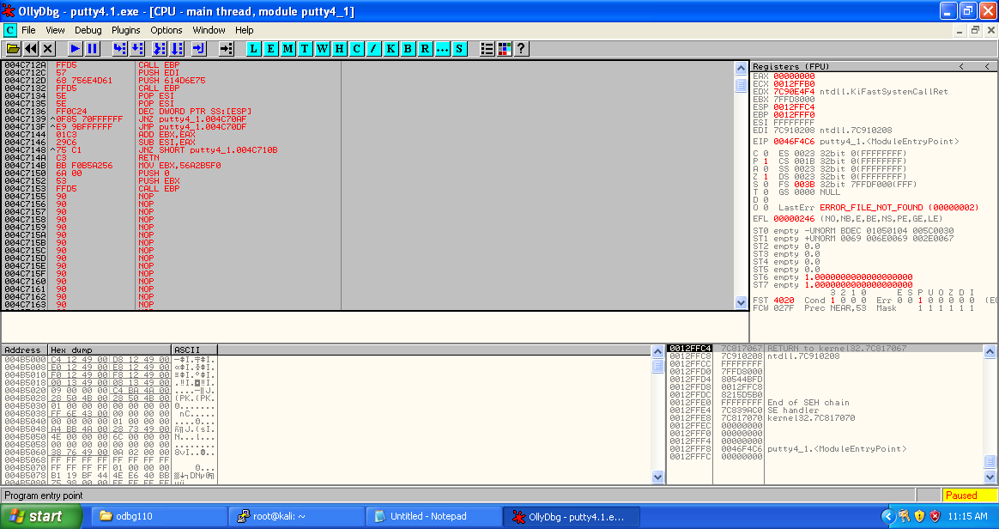 OllyDbg - putty4.1.exe - [CPU - main thread, module putty4_1]
C File View Debug Plugins Options Window Help
L E M T W H C / K B R ... S ?
004C712A FFD5 CALL EBP
004C712C 57 PUSH EDI
004C712D 68 756E4D61 PUSH 614D6E75
004C7132 FFD5 CALL EBP
004C7134 5E POP ESI
004C7135 5E POP ESI
004C7136 FF0C24 DEC DWORD PTR SS:[ESP]
004C7139 ^0F85 70FFFFFF JNZ putty4_1.004C70AF
004C713F ^E9 9BFFFFFF JMP putty4_1.004C70DF
004C7144 01C3 ADD EBX,EAX
004C7146 29C6 SUB ESI,EAX
004C7148 ^75 C1 JNZ SHORT putty4_1.004C710B
004C714A C3 RETN
004C714B BB F0B5A256 MOV EBX,56A2B5F0
004C7150 6A 00 PUSH 0
004C7152 53 PUSH EBX
004C7153 FFD5 CALL EBP
004C7155 90 NOP
004C7156 90 NOP
004C7157 90 NOP
004C7158 90 NOP
004C7159 90 NOP
004C715A 90 NOP
004C715B 90 NOP
004C715C 90 NOP
004C715D 90 NOP
004C715E 90 NOP
004C715F 90 NOP
004C7160 90 NOP
004C7161 90 NOP
004C7162 90 NOP
004C7163 90 NOP
Registers (FPU) < <
EAX 00000000
ECX 0012FFB0
EDX 7C90E4F4 ntdll.KiFastSystemCallRet
EBX 7FFD8000
ESP 0012FFC4
EBP 0012FFF0
ESI FFFFFFFF
EDI 7C910208 ntdll.7C910208
EIP 0046F4C6 putty4_1.<ModuleEntryPoint>
C 0 ES 0023 32bit 0(FFFFFFFF)
P 1 CS 001B 32bit 0(FFFFFFFF)
A 0 SS 0023 32bit 0(FFFFFFFF)
Z 1 DS 0023 32bit 0(FFFFFFFF)
S 0 FS 003B 32bit 7FFDF000(FFF)
T 0 GS 0000 NULL
D 0
O 0 LastErr ERROR_FILE_NOT_FOUND (00000002)
EFL 00000246 (NO,NB,E,BE,NS,PE,GE,LE)
ST0 empty -UNORM BDEC 01050104 005C0030
ST1 empty +UNORM 0069 006E0069 002E0067
ST2 empty 0.0
ST3 empty 0.0
ST4 empty 0.0
ST5 empty 0.0
ST6 empty 1.0000000000000000000
ST7 empty 1.0000000000000000000
3 2 1 0 E S P U O Z D I
FST 4020 Cond 1 0 0 0 Err 0 0 1 0 0 0 0 0 (EQ
FCW 027F Prec NEAR,53 Mask 1 1 1 1 1 1
Address Hex dump ASCII
004B5000 C4 12 49 00 D8 12 49 00
004B5008 E0 12 49 00 E8 12 49 00
004B5010 F0 12 49 00 F8 12 49 00
004B5018 00 13 49 00 08 13 49 00
004B5020 09 00 00 00 C4 BA 4A 00
004B5028 28 50 4B 00 28 50 4B 00 (PK.(PK.
004B5030 01 00 00 00 00 00 00 00
004B5038 FF 6E 43 00 00 00 00 00 nC.....
004B5040 00 00 00 00 01 00 00 00
004B5048 A4 BB 4A 00 28 73 49 00
004B5050 4E 00 00 00 6C 00 00 00 N...l...
004B5058 00 00 00 00 00 00 00 00 ........
004B5060 38 76 49 00 0A 02 00 00
004B5068 FF FF FF FF FF FF FF FF
004B5070 FF FF FF FF 01 00 00 00
004B5078 B1 19 BF 44 4E E6 40 BB
0012FFC4 7C817067 RETURN to kernel32.7C817067
0012FFC8 7C910208 ntdll.7C910208
0012FFCC FFFFFFFF
0012FFD0 7FFD8000
0012FFD4 80544BFD
0012FFD8 0012FFC8
0012FFDC 8215D5B0
0012FFE0 FFFFFFFF End of SEH chain
0012FFE4 7C839AC0 SE handler
0012FFE8 7C817070 kernel32.7C817070
0012FFEC 00000000
0012FFF0 00000000
0012FFF4 00000000
0012FFF8 0046F4C6 putty4_1.<ModuleEntryPoint>
0012FFFC 00000000
Program entry point
Paused
start odbg110 root@kali: ~ Untitled - Notepad OllyDbg - putty4.1.e... 11:15 AM